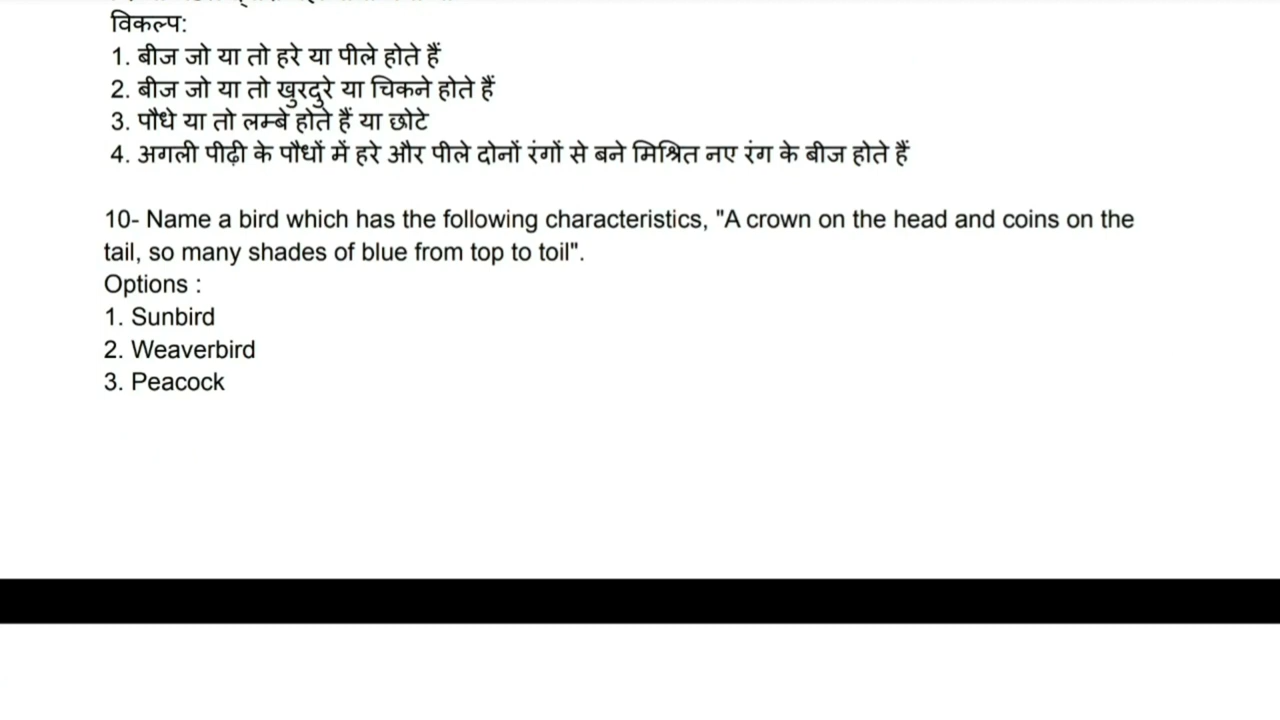 विकल्प:
1. बीज जो या तो हरे या पीले होते हैं
2. बीज जो या तो खुरदुरे या चिकने होते हैं
3. पौधे या तो लम्बे होते हैं या छोटे
4. अगली पीढ़ी के पौधों में हरे और पीले दोनों रंगों से बने मिश्रित नए रंग के बीज होते हैं
10- Name a bird which has the following characteristics, "A crown on the head and coins on the
tail, so many shades of blue from top to toil".
Options :
1. Sunbird
2. Weaverbird
3. Peacock